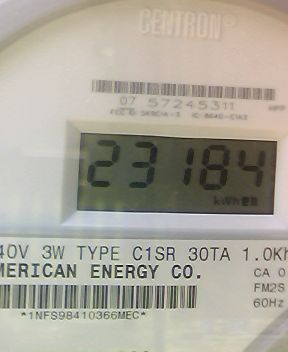 CENTRON®
07 57245311
23184
kWh
40V 3W TYPE C1SR 30TA 1.0Kh
MERICAN ENERGY CO.
CA 0
FM2S
60Hz
*1NFS98410366MEC*